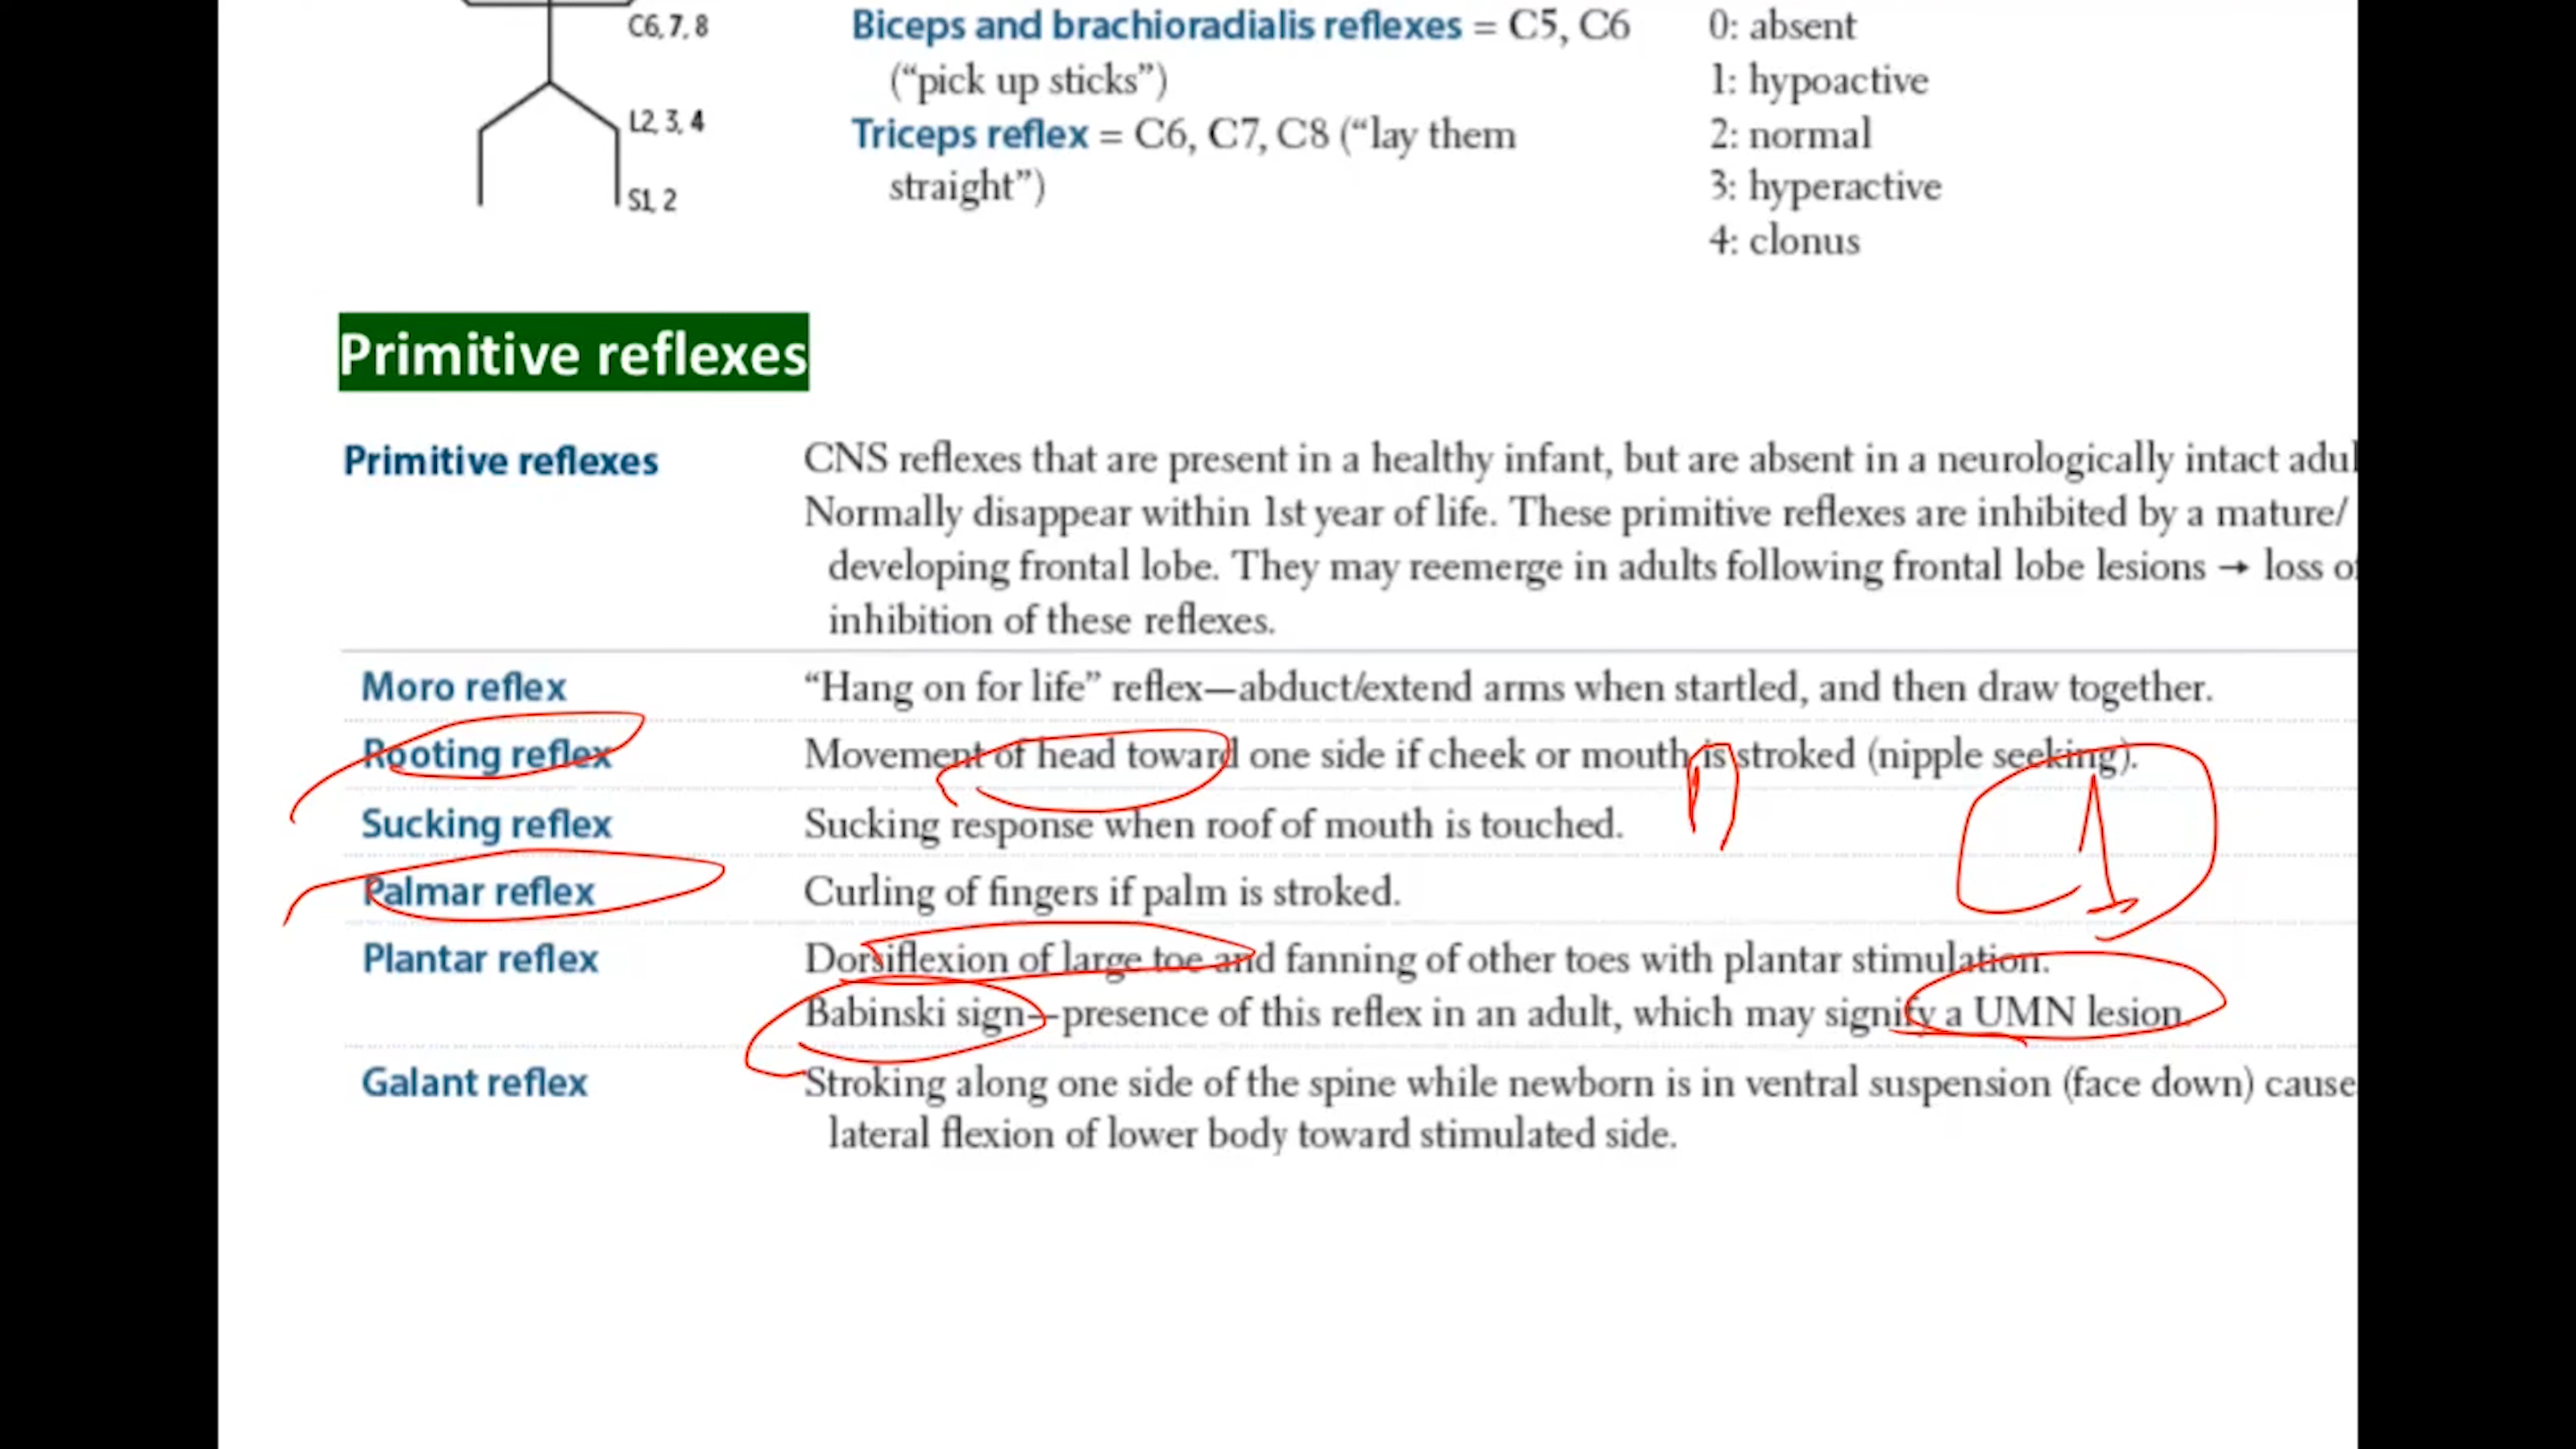 C6, 7, 8
L2, 3, 4
S1, 2
Biceps and brachioradialis reflexes = C5, C6
(“pick up sticks”)
Triceps reflex = C6, C7, C8 (“lay them
straight”)
0: absent
1: hypoactive
2: normal
3: hyperactive
4: clonus
Primitive reflexes
Primitive reflexes
CNS reflexes that are present in a healthy infant, but are absent in a neurologically intact adul
Normally disappear within 1st year of life. These primitive reflexes are inhibited by a mature/
developing frontal lobe. They may reemerge in adults following frontal lobe lesions → loss of
inhibition of these reflexes.
Moro reflex
“Hang on for life” reflex—abduct/extend arms when startled, and then draw together.
Rooting reflex
Movement of head toward one side if cheek or mouth is stroked (nipple seeking).
Sucking reflex
Sucking response when roof of mouth is touched.
Palmar reflex
Curling of fingers if palm is stroked.
Plantar reflex
Dorsiflexion of large toe and fanning of other toes with plantar stimulation.
Babinski sign—presence of this reflex in an adult, which may signify a UMN lesion.
Galant reflex
Stroking along one side of the spine while newborn is in ventral suspension (face down) cause
lateral flexion of lower body toward stimulated side.